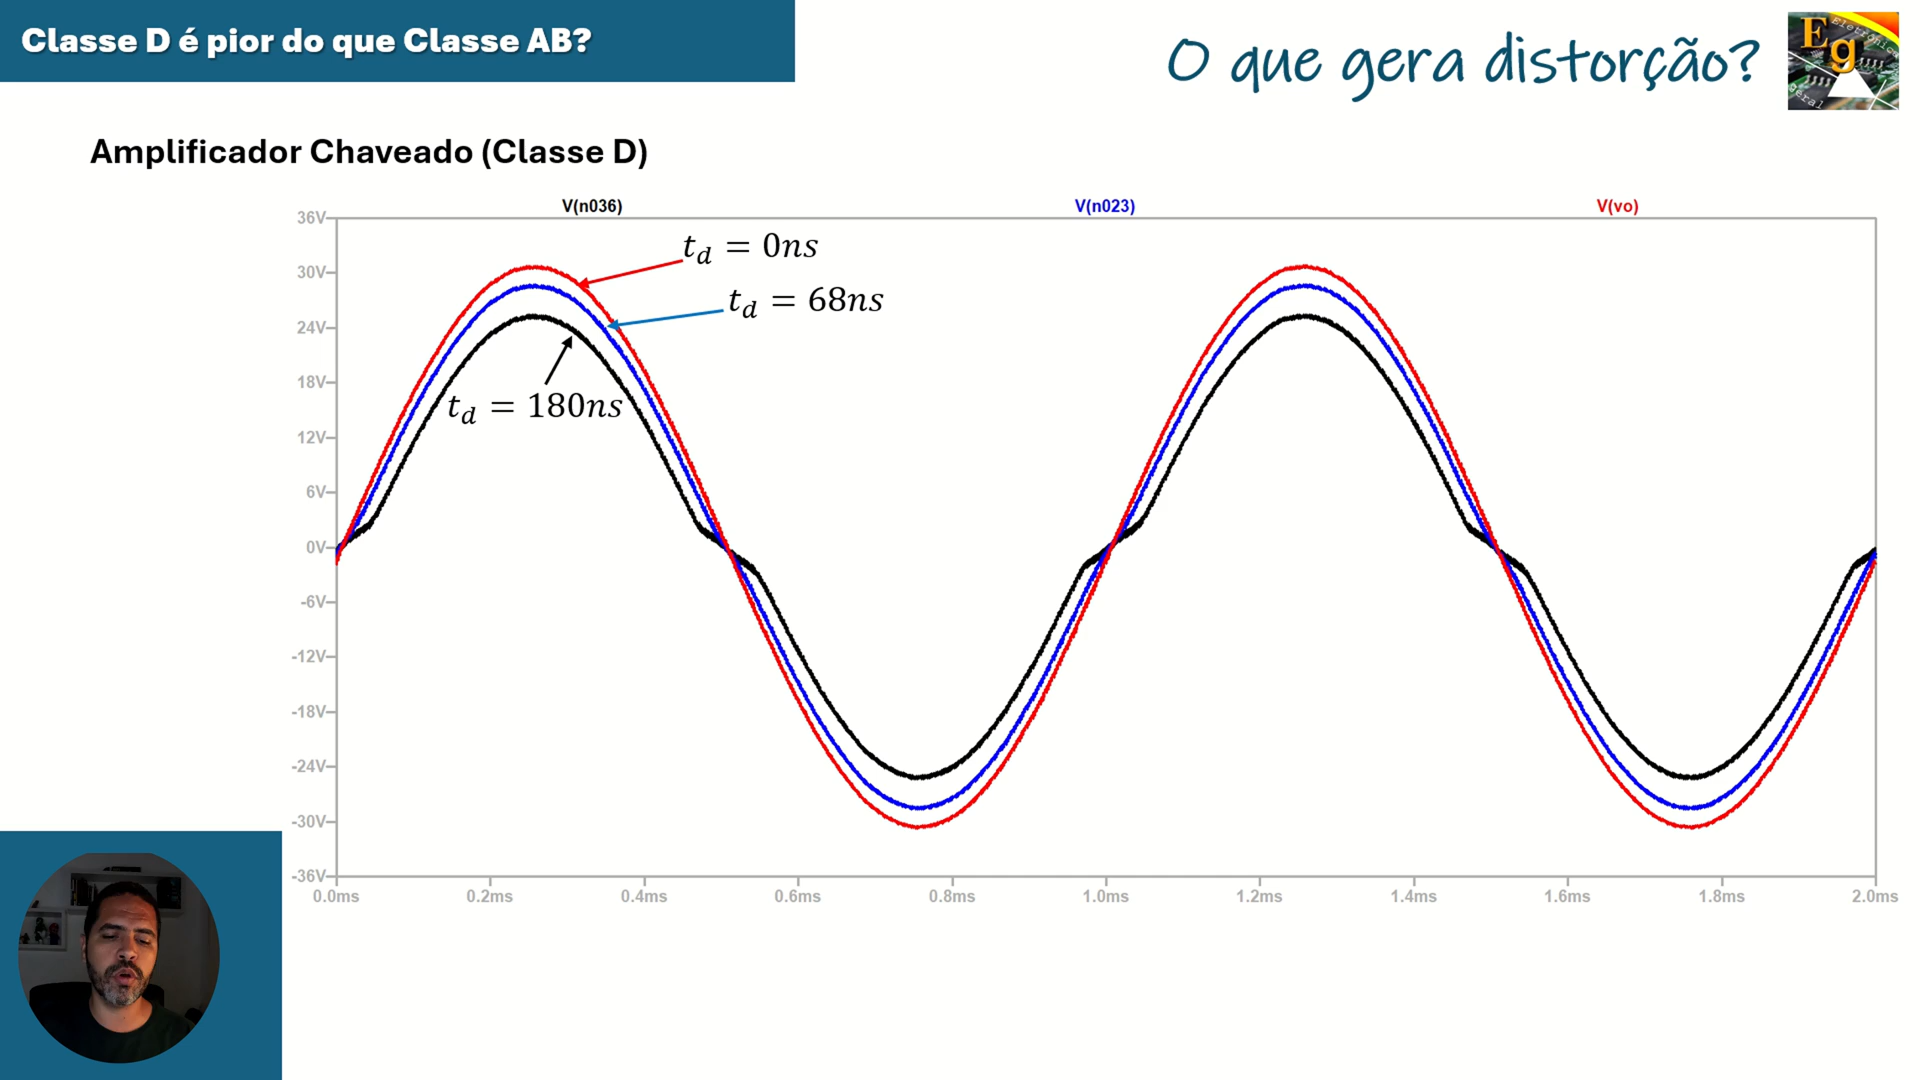 Classe D é pior do que Classe AB?
O que gera distorção?
Eletrônica
Eg
geral
Amplificador Chaveado (Classe D)
V(n036) V(n023) V(vo)
36V
30V
24V
18V
12V
6V
0V
-6V
-12V
-18V
-24V
-30V
-36V
t_d = 0ns
t_d = 68ns
t_d = 180ns
0.0ms 0.2ms 0.4ms 0.6ms 0.8ms 1.0ms 1.2ms 1.4ms 1.6ms 1.8ms 2.0ms